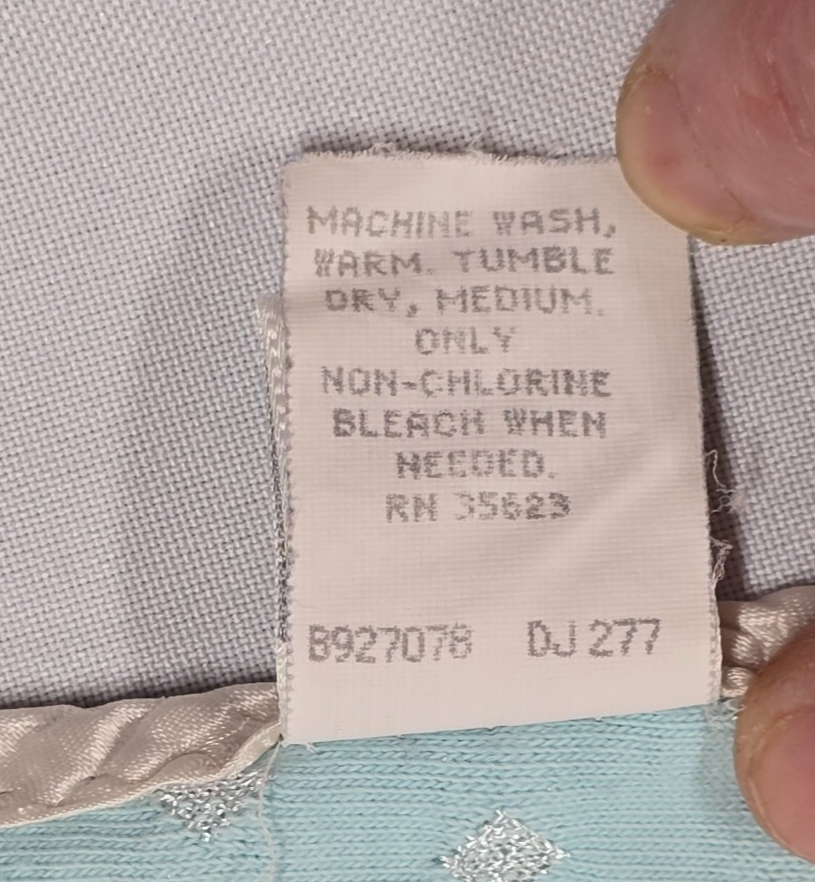 MACHINE WASH,
WARM. TUMBLE
DRY, MEDIUM.
ONLY
NON-CHLORINE
BLEACH WHEN
NEEDED.
RN 35623
B927078 DJ 277